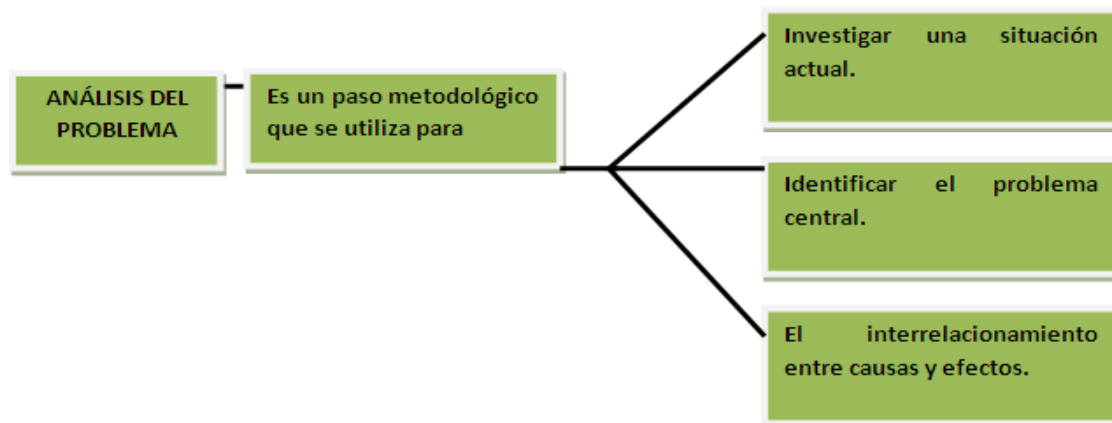 ANÁLISIS DEL
PROBLEMA
Es un paso metodológico
que se utiliza para
Investigar una situación
actual.
Identificar el problema
central.
El interrelacionamiento
entre causas y efectos.